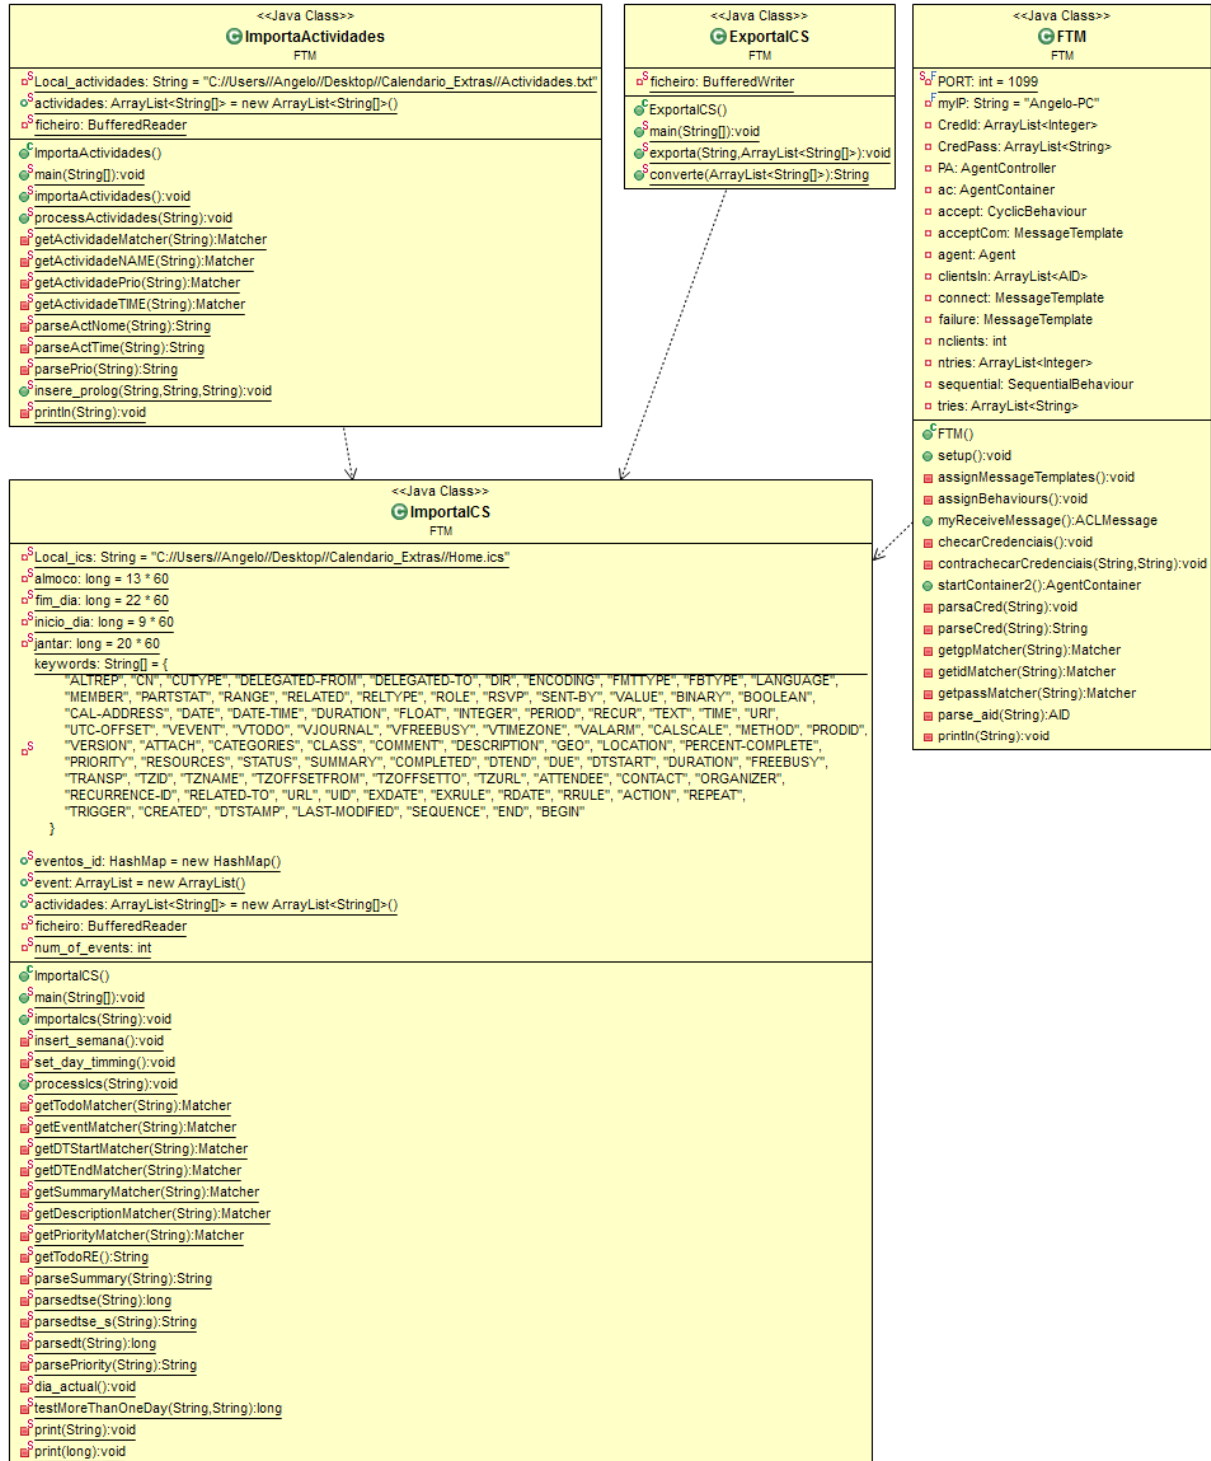 <<Java Class>>
ImportaActividades
FTM
Local_actividades: String = "C://Users//Angelo//Desktop//Calendario_Extras//Actividades.txt"
actividades: ArrayList<String[]> = new ArrayList<String[]>()
ficheiro: BufferedReader
ImportaActividades()
main(String[]):void
importaActividades():void
processActividades(String):void
getActividadeMatcher(String):Matcher
getActividadeNAME(String):Matcher
getActividadePrio(String):Matcher
getActividadeTIME(String):Matcher
parseActNome(String):String
parseActTime(String):String
parsePrio(String):String
insere_prolog(String,String,String):void
println(String):void
<<Java Class>>
ExportaICS
FTM
ficheiro: BufferedWriter
ExportaICS()
main(String[]):void
exporta(String,ArrayList<String[]>):void
converte(ArrayList<String[]>):String
<<Java Class>>
FTM
FTM
PORT: int = 1099
myIP: String = "Angelo-PC"
CredId: ArrayList<Integer>
CredPass: ArrayList<String>
PA: AgentController
ac: AgentContainer
accept: CyclicBehaviour
acceptCom: MessageTemplate
agent: Agent
clientsIn: ArrayList<AID>
connect: MessageTemplate
failure: MessageTemplate
nclients: int
ntries: ArrayList<Integer>
sequential: SequentialBehaviour
tries: ArrayList<String>
FTM()
setup():void
assignMessageTemplates():void
assignBehaviours():void
myReceiveMessage():ACLMessage
checarCredenciais():void
contrachecarCredenciais(String,String):void
startContainer2():AgentContainer
parsaCred(String):void
parseCred(String):String
getgpMatcher(String):Matcher
getidMatcher(String):Matcher
getpassMatcher(String):Matcher
parse_aid(String):AID
println(String):void
<<Java Class>>
ImportaICS
FTM
Local_ics: String = "C://Users//Angelo//Desktop//Calendario_Extras//Home.ics"
almoco: long = 13 * 60
fim_dia: long = 22 * 60
inicio_dia: long = 9 * 60
jantar: long = 20 * 60
keywords: String[] = {
"ALTREP", "CN", "CUTYPE", "DELEGATED-FROM", "DELEGATED-TO", "DIR", "ENCODING", "FMTTYPE", "FBTYPE", "LANGUAGE",
"MEMBER", "PARTSTAT", "RANGE", "RELATED", "RELTYPE", "ROLE", "RSVP", "SENT-BY", "VALUE", "BINARY", "BOOLEAN",
"CAL-ADDRESS", "DATE", "DATE-TIME", "DURATION", "FLOAT", "INTEGER", "PERIOD", "RECUR", "TEXT", "TIME", "URI",
"UTC-OFFSET", "VEVENT", "VTODO", "VJOURNAL", "VFREEBUSY", "VTIMEZONE", "VALARM", "CALSCALE", "METHOD", "PRODID",
"VERSION", "ATTACH", "CATEGORIES", "CLASS", "COMMENT", "DESCRIPTION", "GEO", "LOCATION", "PERCENT-COMPLETE",
"PRIORITY", "RESOURCES", "STATUS", "SUMMARY", "COMPLETED", "DTEND", "DUE", "DTSTART", "DURATION", "FREEBUSY",
"TRANSP", "TZID", "TZNAME", "TZOFFSETFROM", "TZOFFSETTO", "TZURL", "ATTENDEE", "CONTACT", "ORGANIZER",
"RECURRENCE-ID", "RELATED-TO", "URL", "UID", "EXDATE", "EXRULE", "RDATE", "RRULE", "ACTION", "REPEAT",
"TRIGGER", "CREATED", "DTSTAMP", "LAST-MODIFIED", "SEQUENCE", "END", "BEGIN"
}
eventos_id: HashMap = new HashMap()
event: ArrayList = new ArrayList()
actividades: ArrayList<String[]> = new ArrayList<String[]>()
ficheiro: BufferedReader
num_of_events: int
ImportaICS()
main(String[]):void
importaIcs(String):void
insert_semana():void
set_day_timming():void
processIcs(String):void
getTodoMatcher(String):Matcher
getEventMatcher(String):Matcher
getDTStartMatcher(String):Matcher
getDTEndMatcher(String):Matcher
getSummaryMatcher(String):Matcher
getDescriptionMatcher(String):Matcher
getPriorityMatcher(String):Matcher
getTodoRE():String
parseSummary(String):String
parsedtse(String):long
parsedtse_s(String):String
parsedt(String):long
parsePriority(String):String
dia_actual():void
testMoreThanOneDay(String,String):long
print(String):void
print(long):void